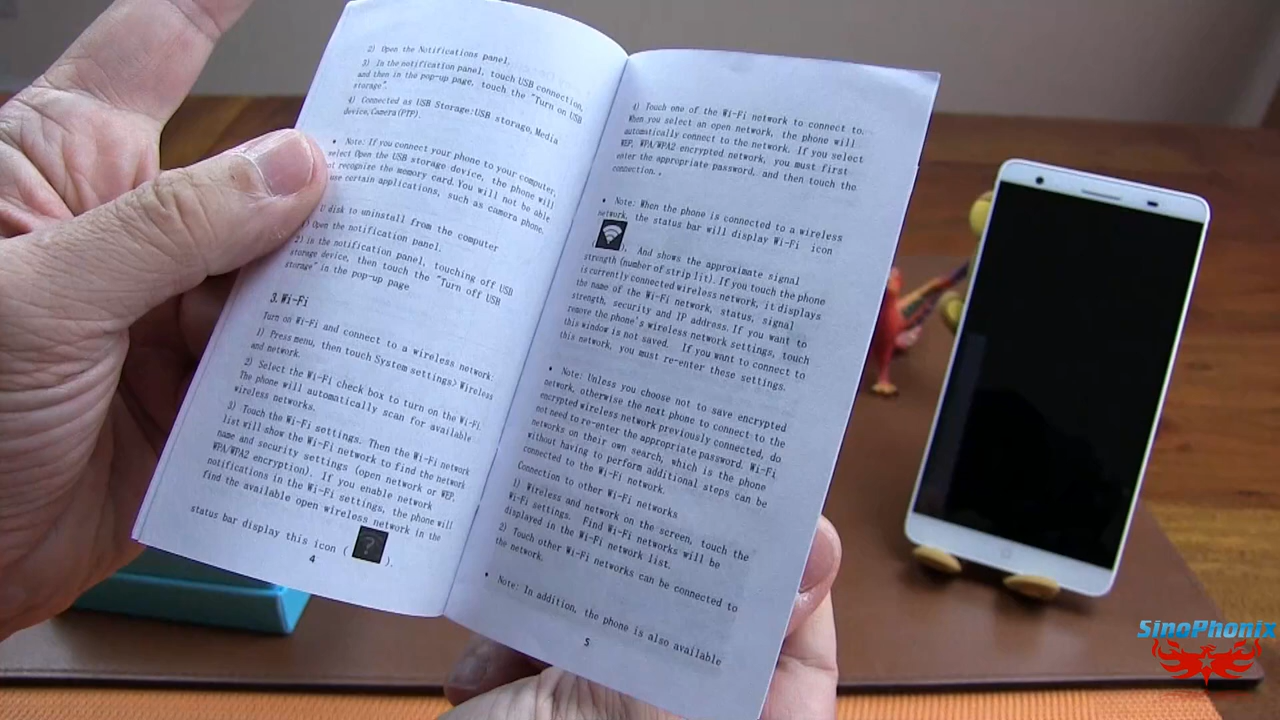 2) Open the Notifications panel,
3) In the notification panel, touch USB connection,
and then in the pop-up page, touch the "Turn on USB
storage".
4) Connected as USB Storage:USB storage, Media
device,Camera(PTP).
• Note: If you connect your phone to your computer,
select Open the USB storage device, the phone will
not recognize the memory card. You will not be able
use certain applications, such as camera phone.
U disk to uninstall from the computer
1) Open the notification panel.
2) in the notification panel, touching off USB
storage device, then touch the "Turn off USB
storage" in the pop-up page
3. Wi-Fi
Turn on Wi-Fi and connect to a wireless network:
1) Press menu, then touch System settings> Wireless
and network.
2) Select the Wi-Fi check box to turn on the Wi-Fi.
The phone will automatically scan for available
wireless networks.
3) Touch the Wi-Fi settings. Then the Wi-Fi network
list will show the Wi-Fi network to find the network
name and security settings (open network or WEP,
WPA/WPA2 encryption). If you enable network
notifications in the Wi-Fi settings, the phone will
find the available open wireless network in the
status bar display this icon ( ? ).
4
4) Touch one of the Wi-Fi network to connect to.
When you select an open network, the phone will
automatically connect to the network. If you select
WEP, WPA/WPA2 encrypted network, you must first
enter the appropriate password, and then touch the
connection. .
• Note: When the phone is connected to a wireless
network, the status bar will display Wi-Fi icon
), And shows the approximate signal
strength (number of strip lit). If you touch the phone
is currently connected wireless network, it displays
the name of the Wi-Fi network, status, signal
strength, security and IP address. If you want to
remove the phone's wireless network settings, touch
this window is not saved. If you want to connect to
this network, you must re-enter these settings.
• Note: Unless you choose not to save encrypted
network, otherwise the next phone to connect to the
encrypted wireless network previously connected, do
not need to re-enter the appropriate password. Wi-Fi
networks on their own search, which is the phone
without having to perform additional steps can be
connected to the Wi-Fi network.
Connection to other Wi-Fi networks
1) Wireless and network on the screen, touch the
Wi-Fi settings. Find Wi-Fi networks will be
displayed in the Wi-Fi network list.
2) Touch other Wi-Fi networks can be connected to
the network.
• Note: In addition, the phone is also available
5
SinoPhonix